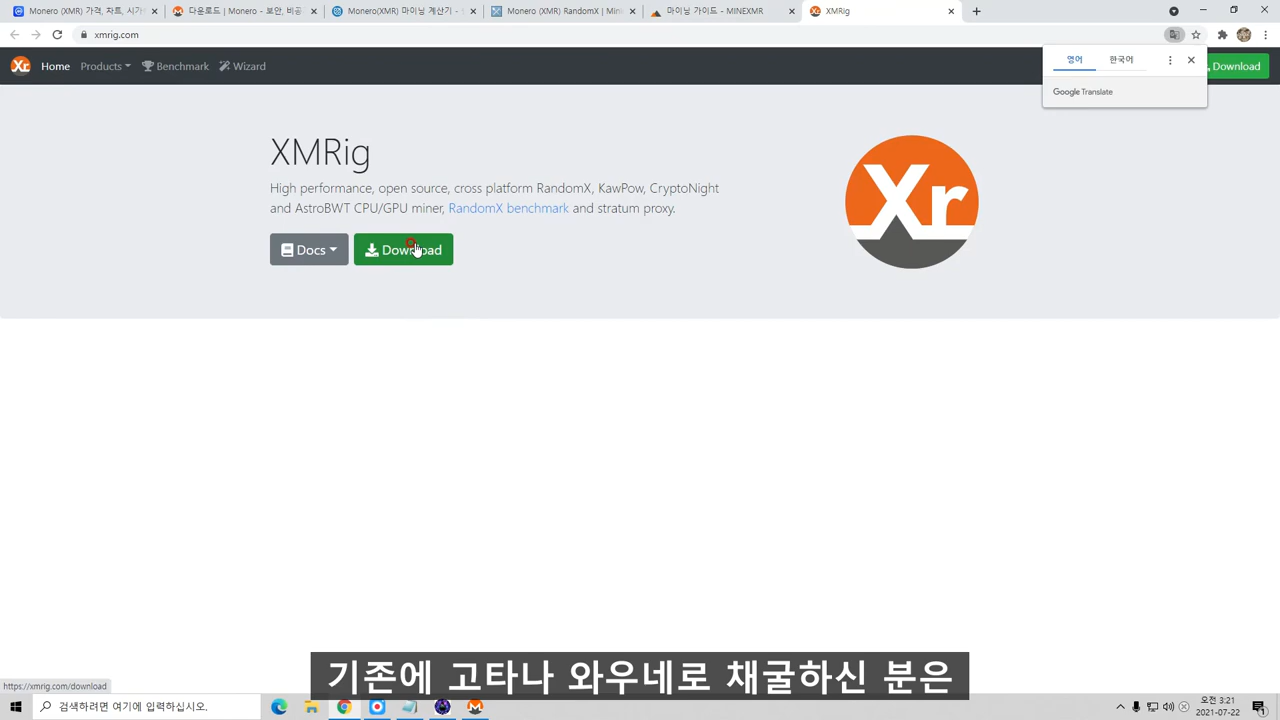 Monero (XMR) 가격, 차트, 시가
다운로드 | Monero - 보안, 비공
Monero(XMR) 마이닝 계산기 -
Monero (XMR) RandomX | Min
마이닝 가이드 - MINEXMR
XMRig
xmrig.com
Xr
Home
Products
Benchmark
Wizard
영어
한국어
Download
Google Translate
XMRig
High performance, open source, cross platform RandomX, KawPow, CryptoNight
and AstroBWT CPU/GPU miner, RandomX benchmark and stratum proxy.
Docs
Download
Xr
기존에 고타나 와우네로 채굴하신 분은
https://xmrig.com/download
검색하려면 여기에 입력하십시오.
오전 3:21
2021-07-22
1